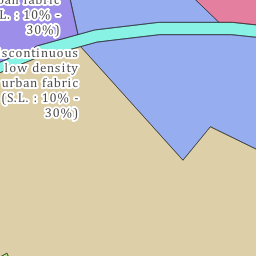 ban fabric
L. : 10% -
30%)
scontinuous
low density
urban fabric
(S.L. : 10% -
30%)